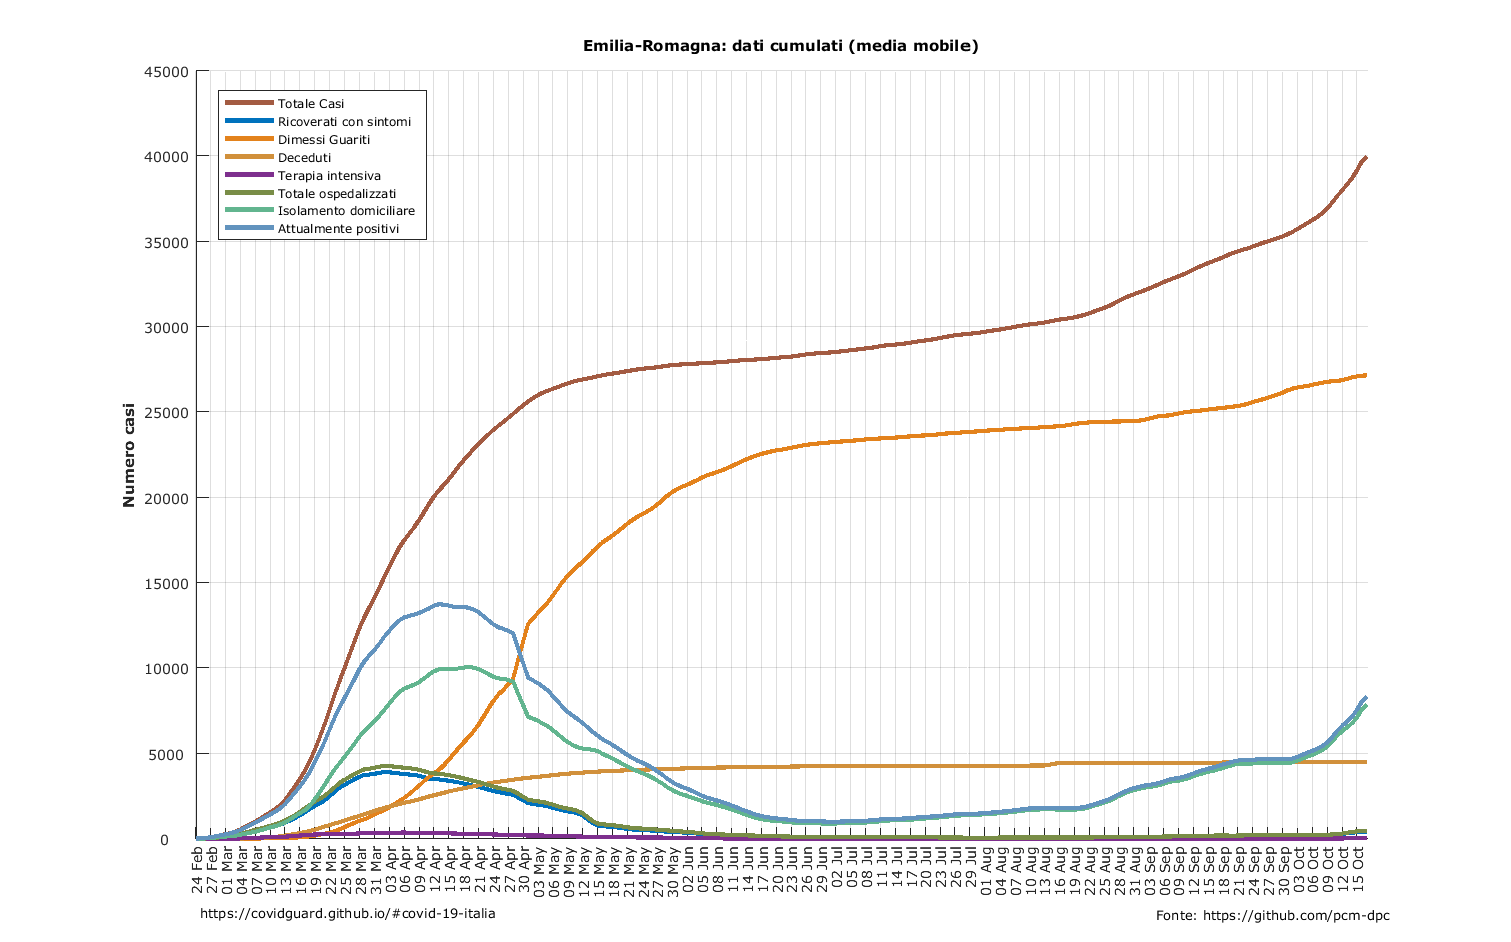 Emilia-Romagna: dati cumulati (media mobile)
45000
40000
35000
30000
25000
20000
15000
10000
5000
0
Numero casi
Totale Casi
Ricoverati con sintomi
Dimessi Guariti
Deceduti
Terapia intensiva
Totale ospedalizzati
Isolamento domiciliare
Attualmente positivi
24 Feb
27 Feb
01 Mar
04 Mar
07 Mar
10 Mar
13 Mar
16 Mar
19 Mar
22 Mar
25 Mar
28 Mar
31 Mar
03 Apr
06 Apr
09 Apr
12 Apr
15 Apr
18 Apr
21 Apr
24 Apr
27 Apr
30 Apr
03 May
06 May
09 May
12 May
15 May
18 May
21 May
24 May
27 May
30 May
02 Jun
05 Jun
08 Jun
11 Jun
14 Jun
17 Jun
20 Jun
23 Jun
26 Jun
29 Jun
02 Jul
05 Jul
08 Jul
11 Jul
14 Jul
17 Jul
20 Jul
23 Jul
26 Jul
29 Jul
01 Aug
04 Aug
07 Aug
10 Aug
13 Aug
16 Aug
19 Aug
22 Aug
25 Aug
28 Aug
31 Aug
03 Sep
06 Sep
09 Sep
12 Sep
15 Sep
18 Sep
21 Sep
24 Sep
27 Sep
30 Sep
03 Oct
06 Oct
09 Oct
12 Oct
15 Oct
https://covidguard.github.io/#covid-19-italia
Fonte: https://github.com/pcm-dpc